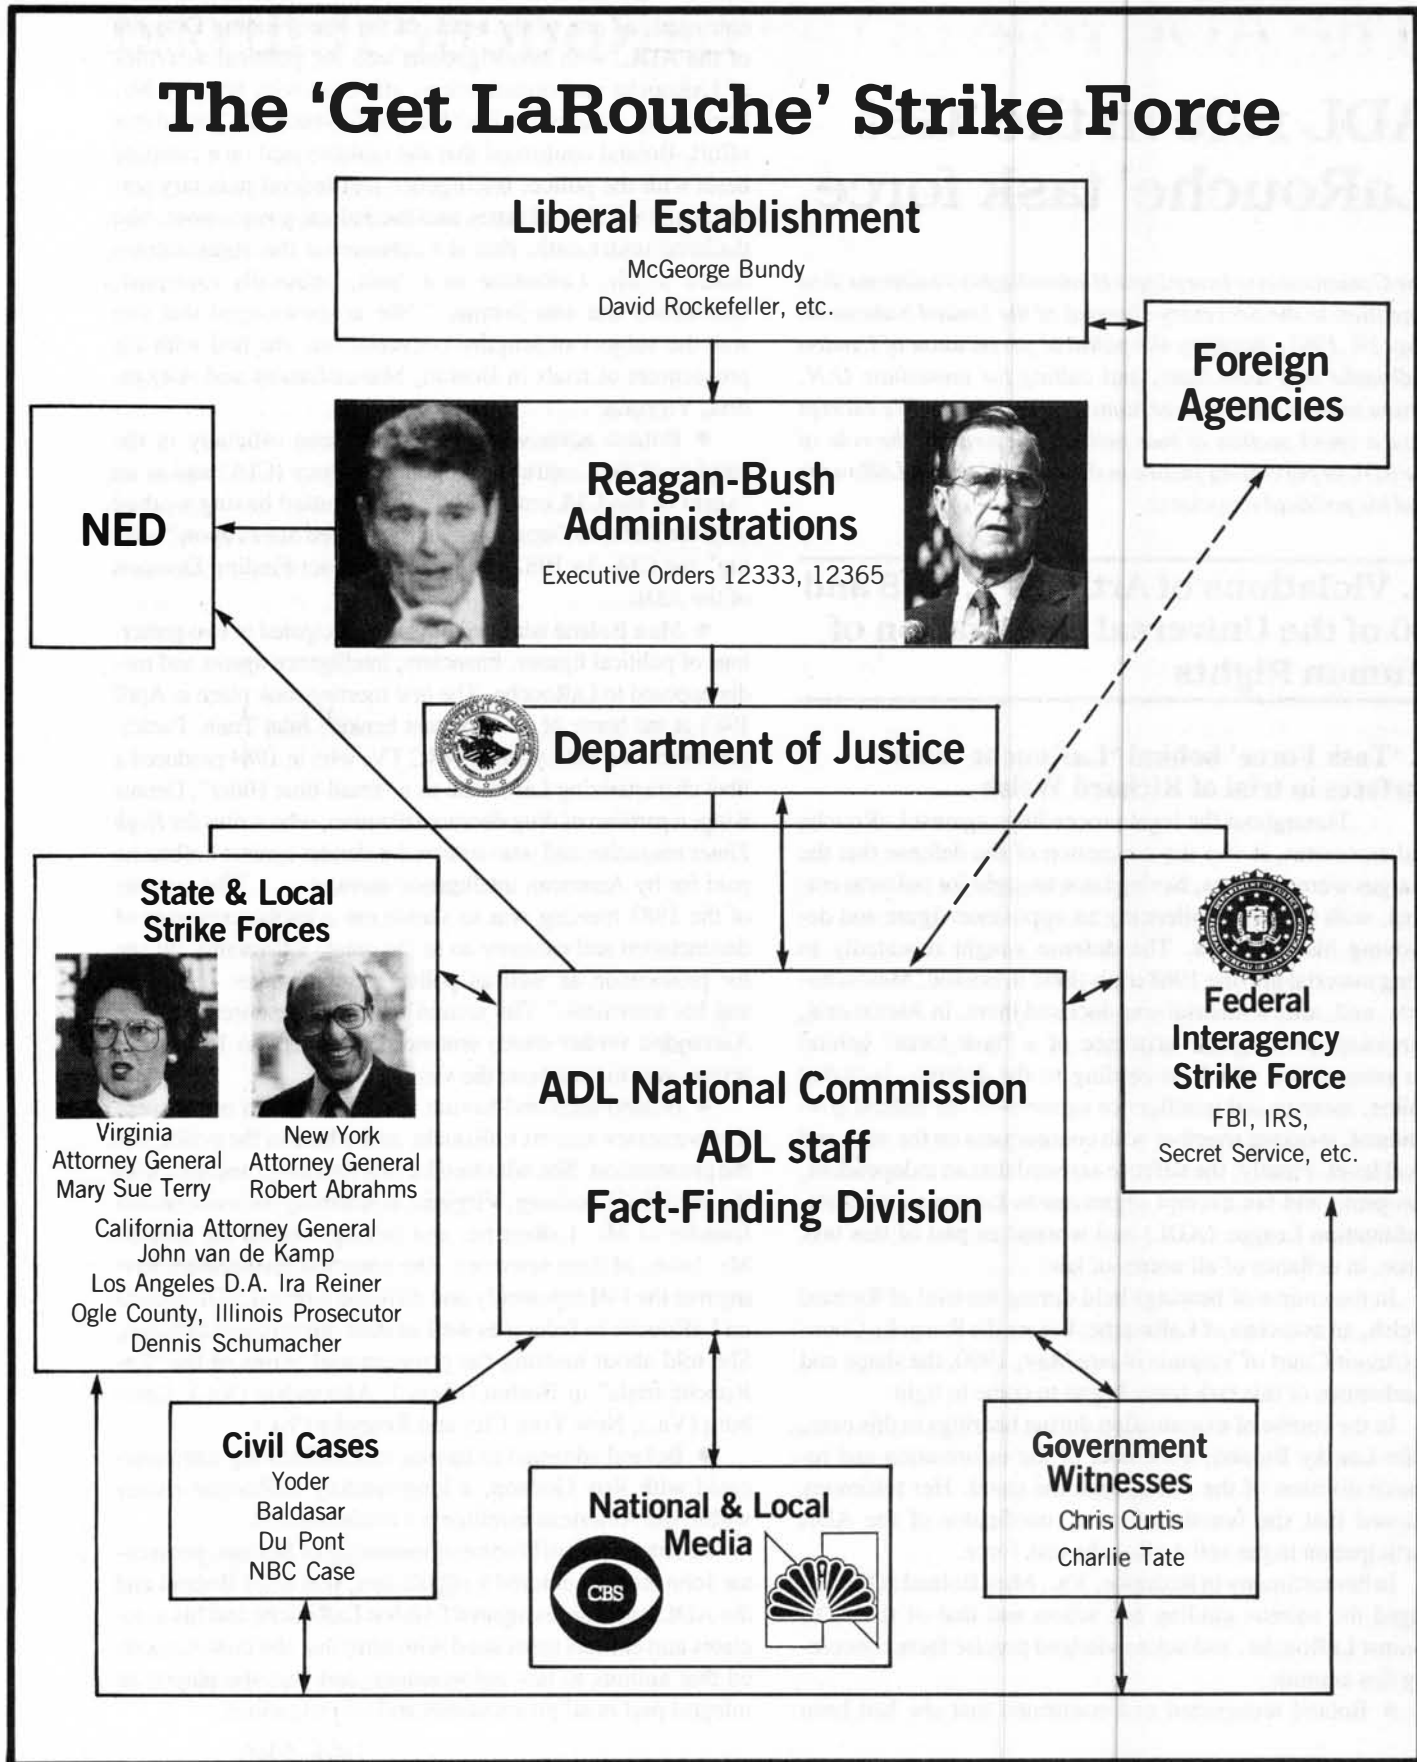 The ‘Get LaRouche’ Strike Force
Liberal Establishment
McGeorge Bundy
David Rockefeller, etc.
Foreign
Agencies
NED
Reagan-Bush
Administrations
Executive Orders 12333, 12365
Department of Justice
State & Local
Strike Forces
Virginia
Attorney General
Mary Sue Terry
New York
Attorney General
Robert Abrahms
California Attorney General
John van de Kamp
Los Angeles D.A. Ira Reiner
Ogle County, Illinois Prosecutor
Dennis Schumacher
ADL National Commission
ADL staff
Fact-Finding Division
Federal
Interagency
Strike Force
FBI, IRS,
Secret Service, etc.
Civil Cases
Yoder
Baldasar
Du Pont
NBC Case
National & Local
Media
CBS
Government
Witnesses
Chris Curtis
Charlie Tate